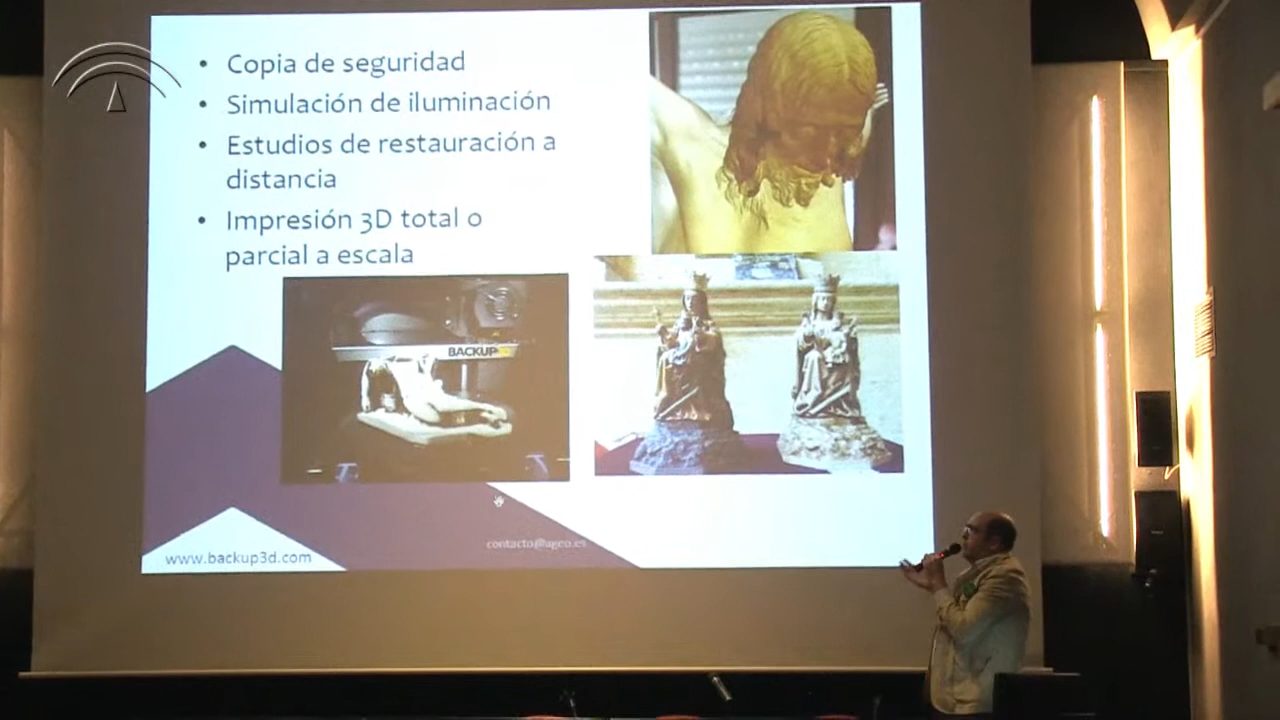 • Copia de seguridad
• Simulación de iluminación
• Estudios de restauración a
distancia
• Impresión 3D total o
parcial a escala
BACKUP3D
www.backup3d.com
contacto@ageo.es